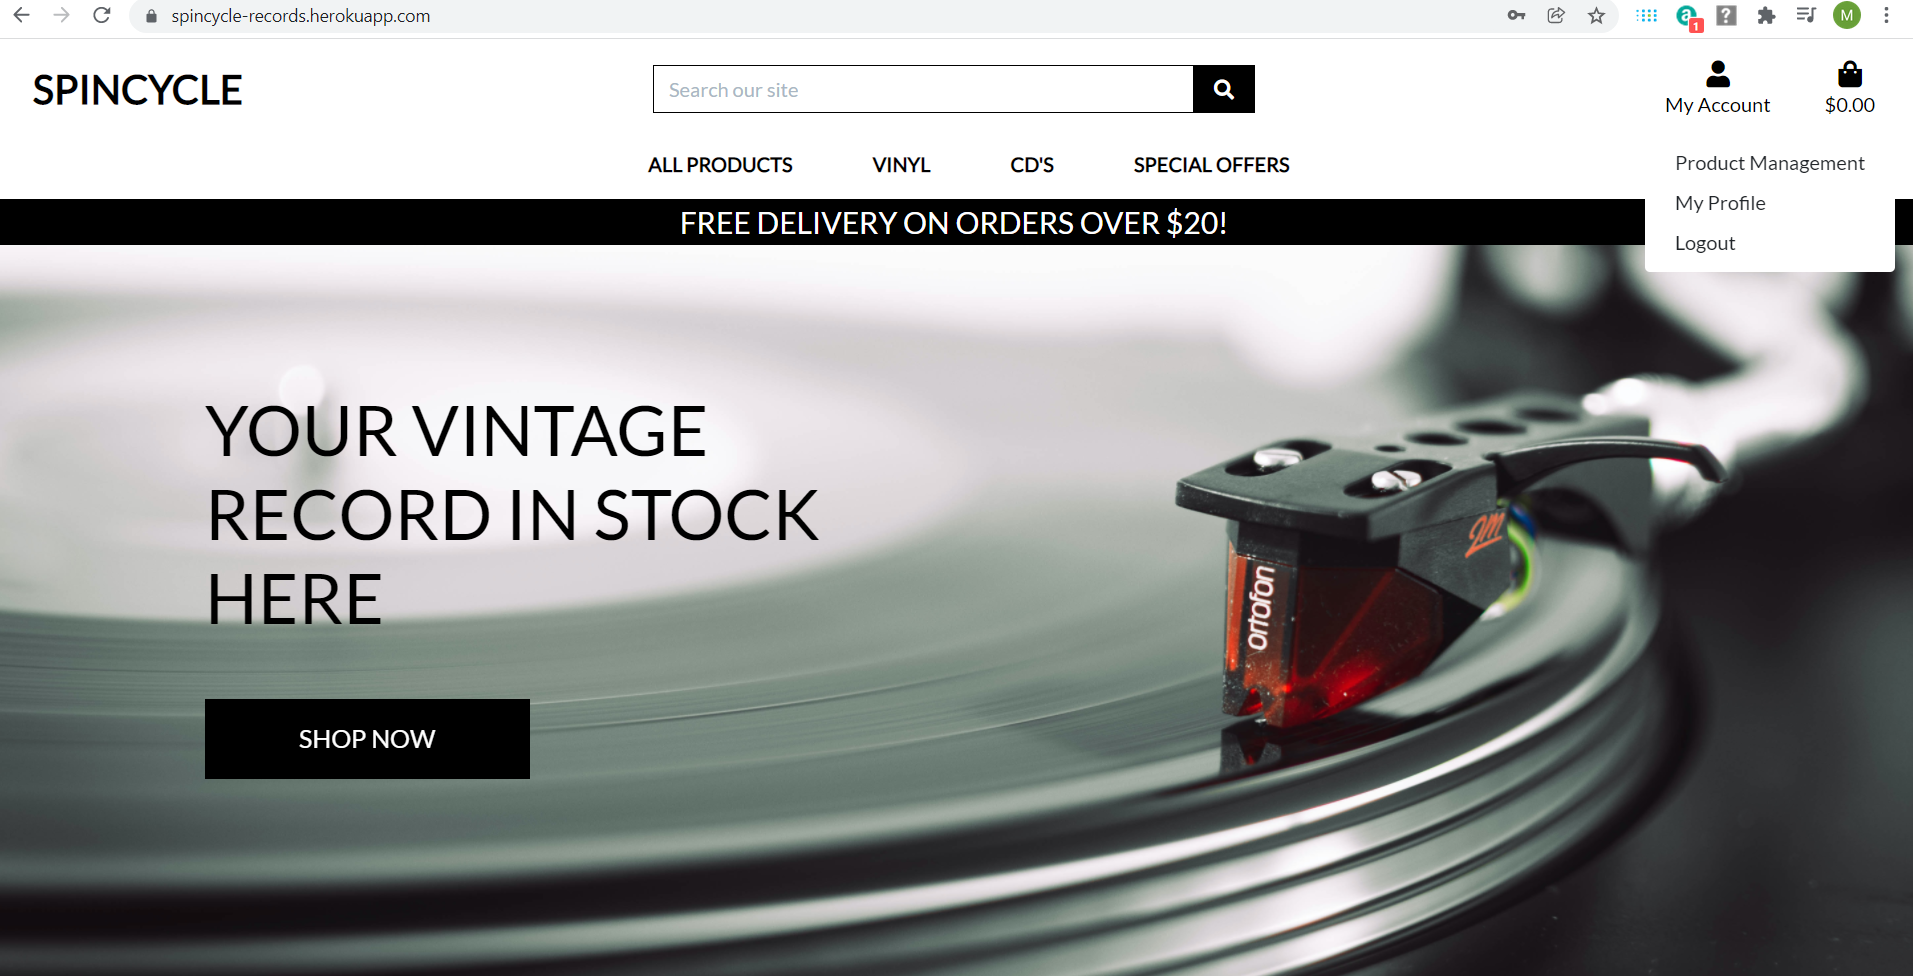 spincycle-records.herokuapp.com
1
M
SPINCYCLE
Search our site
My Account
$0.00
ALL PRODUCTS
VINYL
CD'S
SPECIAL OFFERS
Product Management
My Profile
Logout
FREE DELIVERY ON ORDERS OVER $20!
YOUR VINTAGE
RECORD IN STOCK
HERE
SHOP NOW
2M
ortofon